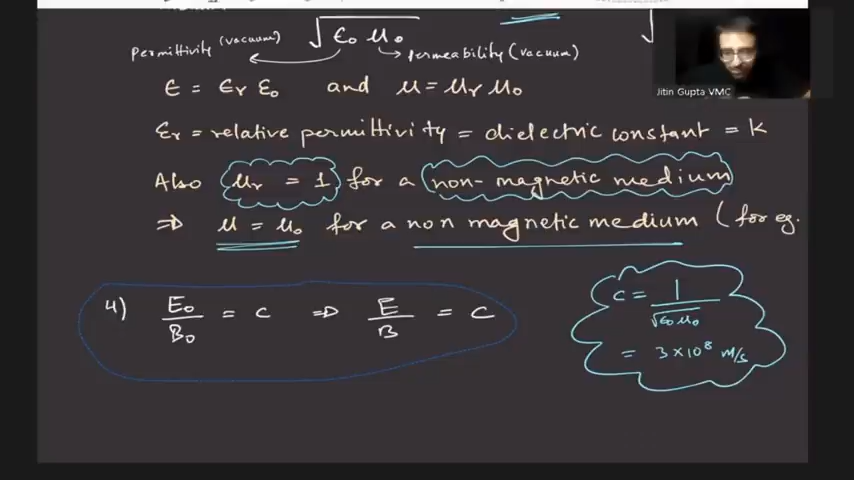 √ε₀ μ₀
permittivity (vacuum)
permeability (vacuum)
Jitin Gupta VMC
ε = εr ε₀ and μ = μr μ₀
εr = relative permittivity = dielectric constant = k
Also μr = 1 for a non-magnetic medium
⇒ μ = μ₀ for a non magnetic medium (for eg.
4) E₀/B₀ = c ⇒ E/B = c
c = 1/√ε₀μ₀
= 3×10⁸ m/s